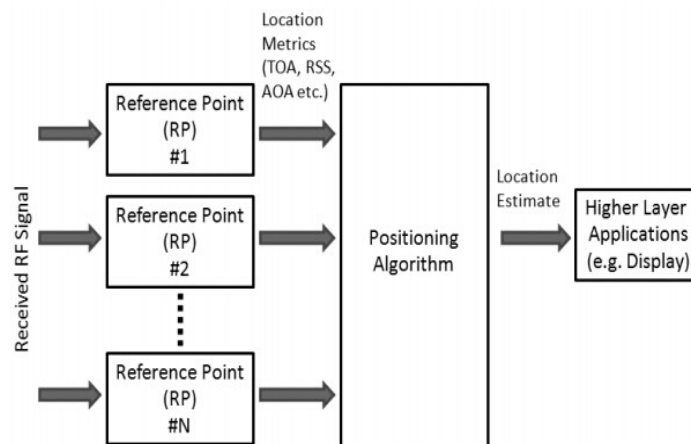 Received RF Signal
Reference Point
(RP)
#1
Reference Point
(RP)
#2
Reference Point
(RP)
#N
Location
Metrics
(TOA, RSS,
AOA etc.)
Positioning
Algorithm
Location
Estimate
Higher Layer
Applications
(e.g. Display)